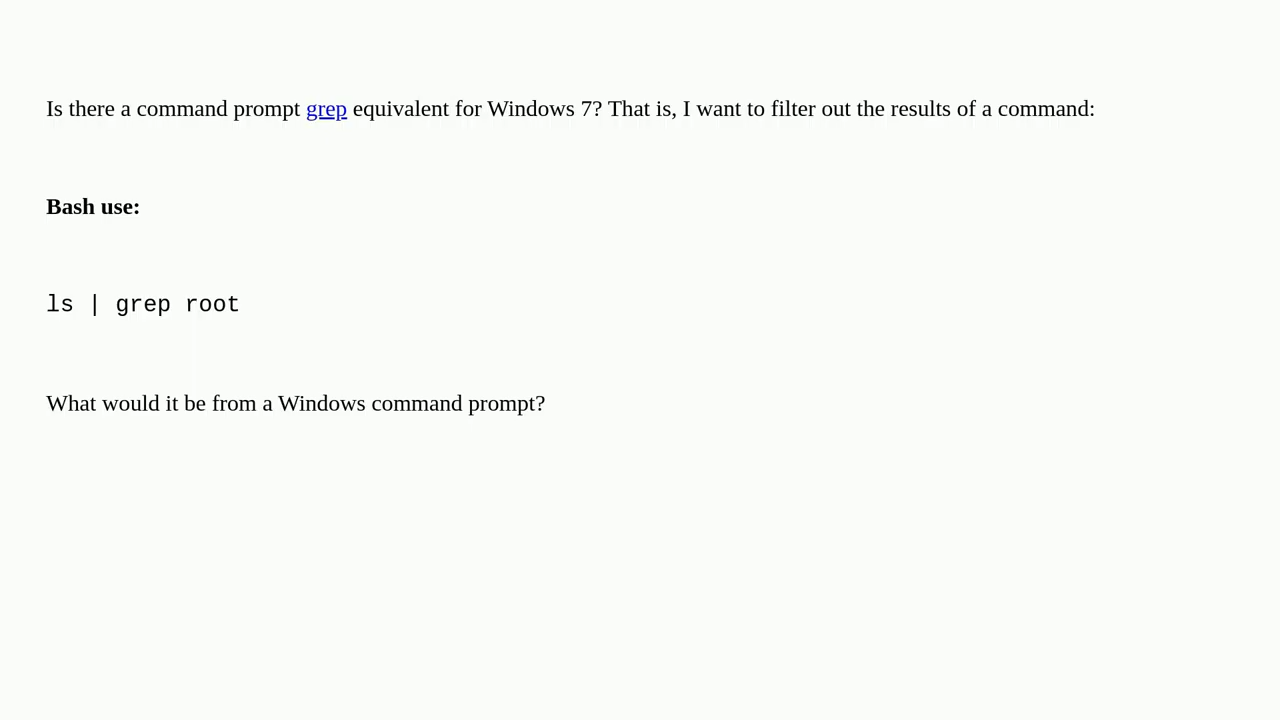 Is there a command prompt grep equivalent for Windows 7? That is, I want to filter out the results of a command:
Bash use:
ls | grep root
What would it be from a Windows command prompt?